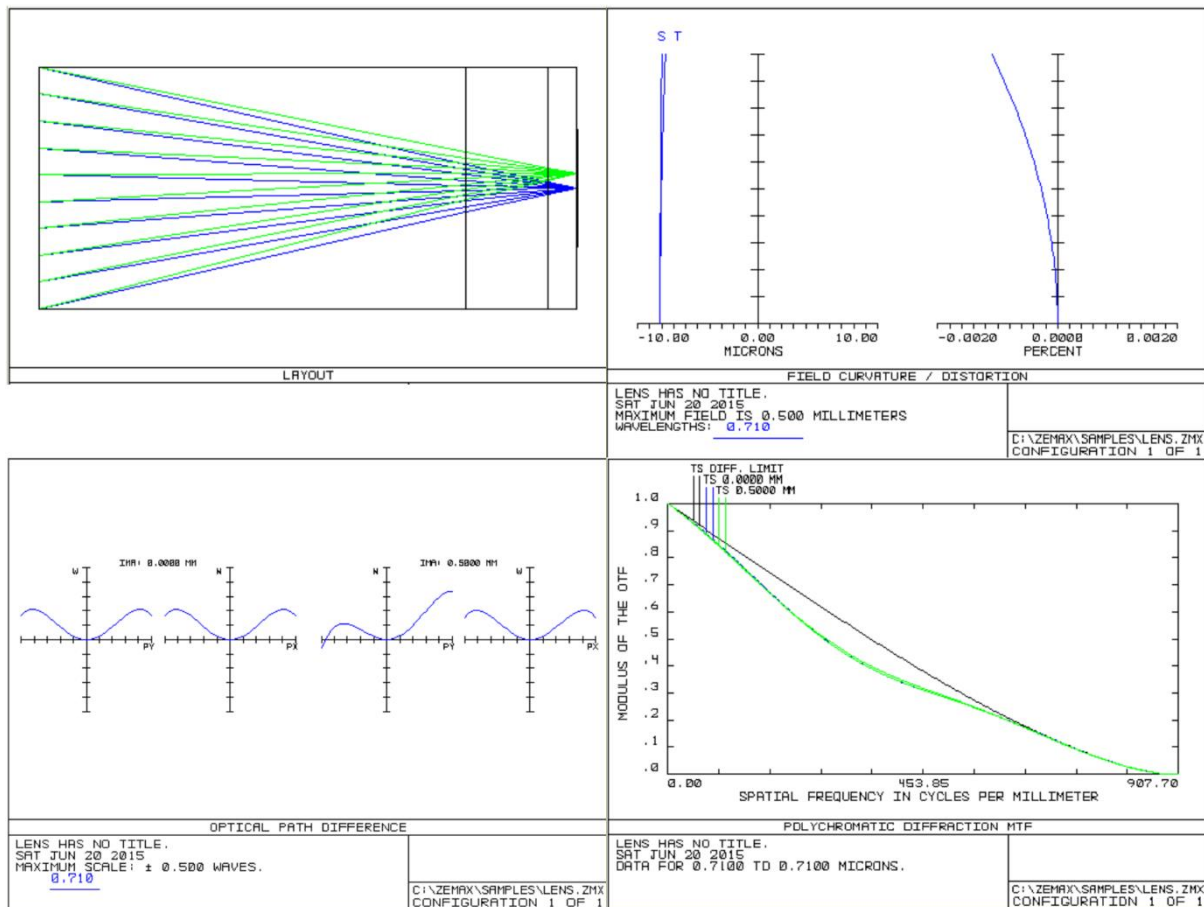 LAYOUT
S T
-10.00
0.00
10.00
MICRONS
-0.0020
0.0000
0.0020
PERCENT
FIELD CURVATURE / DISTORTION
LENS HAS NO TITLE.
SAT JUN 20 2015
MAXIMUM FIELD IS 0.500 MILLIMETERS
WAVELENGTHS: 0.710
C:\ZEMAX\SAMPLES\LENS.ZMX
CONFIGURATION 1 OF 1
IMA: 0.0000 MM
W
PY
W
PX
IMA: 0.5000 MM
W
PY
W
PX
OPTICAL PATH DIFFERENCE
LENS HAS NO TITLE.
SAT JUN 20 2015
MAXIMUM SCALE: ± 0.500 WAVES.
0.710
C:\ZEMAX\SAMPLES\LENS.ZMX
CONFIGURATION 1 OF 1
TS DIFF. LIMIT
TS 0.0000 MM
TS 0.5000 MM
1.0
.9
.8
.7
.6
.5
.4
.3
.2
.1
.0
MODULUS OF THE OTF
0.00
453.85
907.70
SPATIAL FREQUENCY IN CYCLES PER MILLIMETER
POLYCHROMATIC DIFFRACTION MTF
LENS HAS NO TITLE.
SAT JUN 20 2015
DATA FOR 0.7100 TO 0.7100 MICRONS.
C:\ZEMAX\SAMPLES\LENS.ZMX
CONFIGURATION 1 OF 1